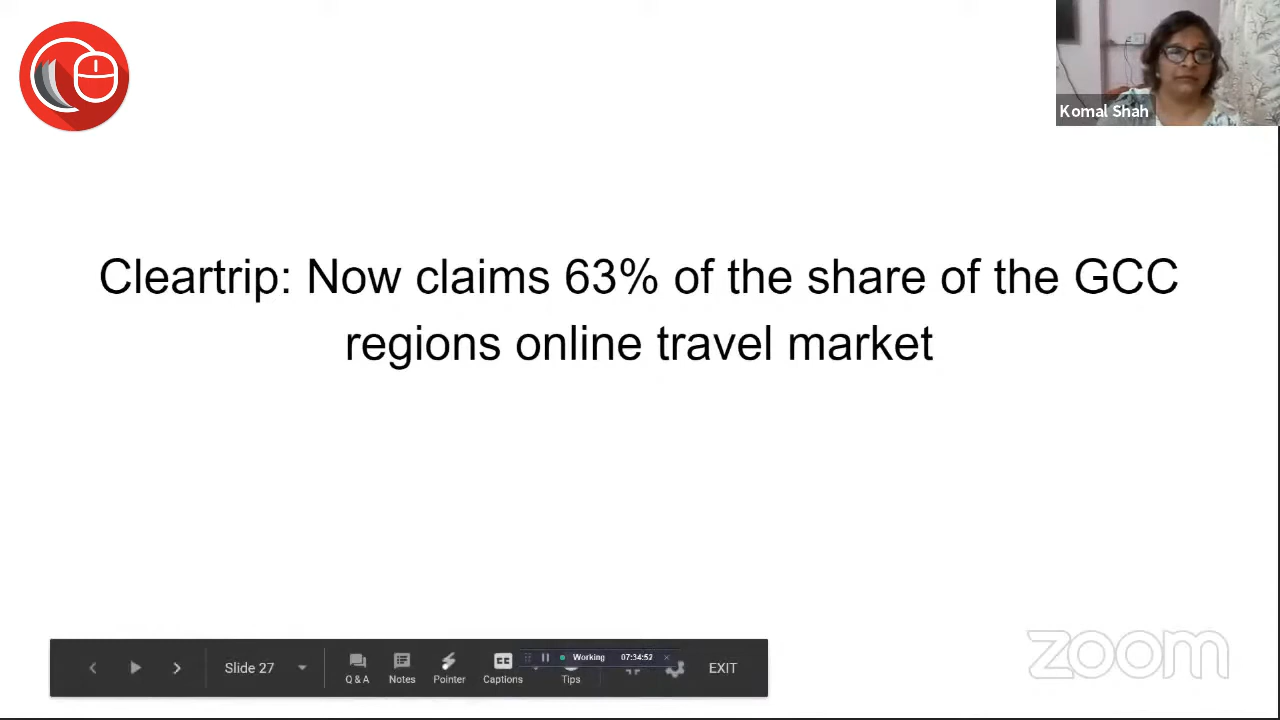 Komal Shah
Cleartrip: Now claims 63% of the share of the GCC
regions online travel market
Slide 27
Q & A
Notes
Pointer
Captions
Working
07:34:52
Tips
EXIT
zoom